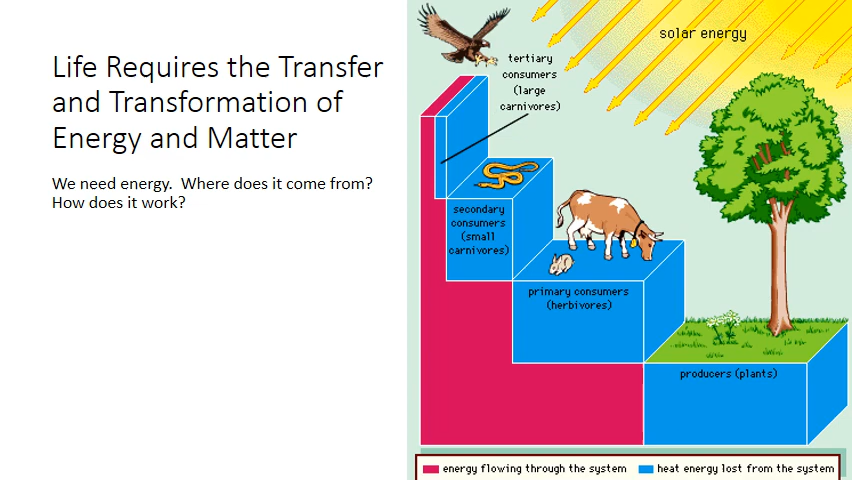 Life Requires the Transfer
and Transformation of
Energy and Matter
We need energy.  Where does it come from?
How does it work?
solar energy
tertiary
consumers
(large
carnivores)
secondary
consumers
(small
carnivores)
primary consumers
(herbivores)
producers (plants)
energy flowing through the system
heat energy lost from the system